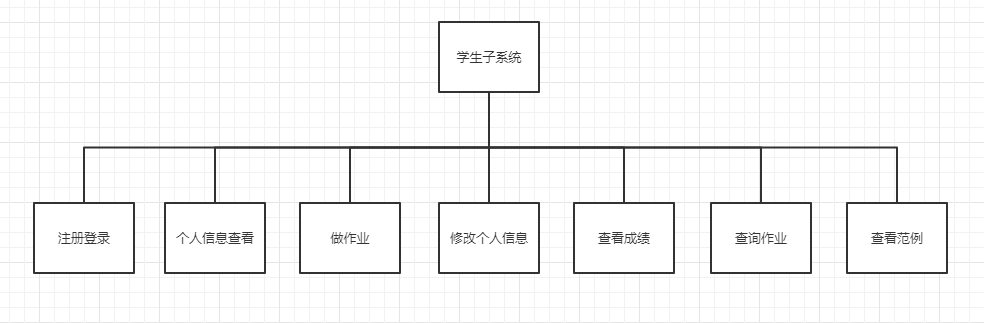 学生子系统
注册登录
个人信息查看
做作业
修改个人信息
查看成绩
查询作业
查看范例